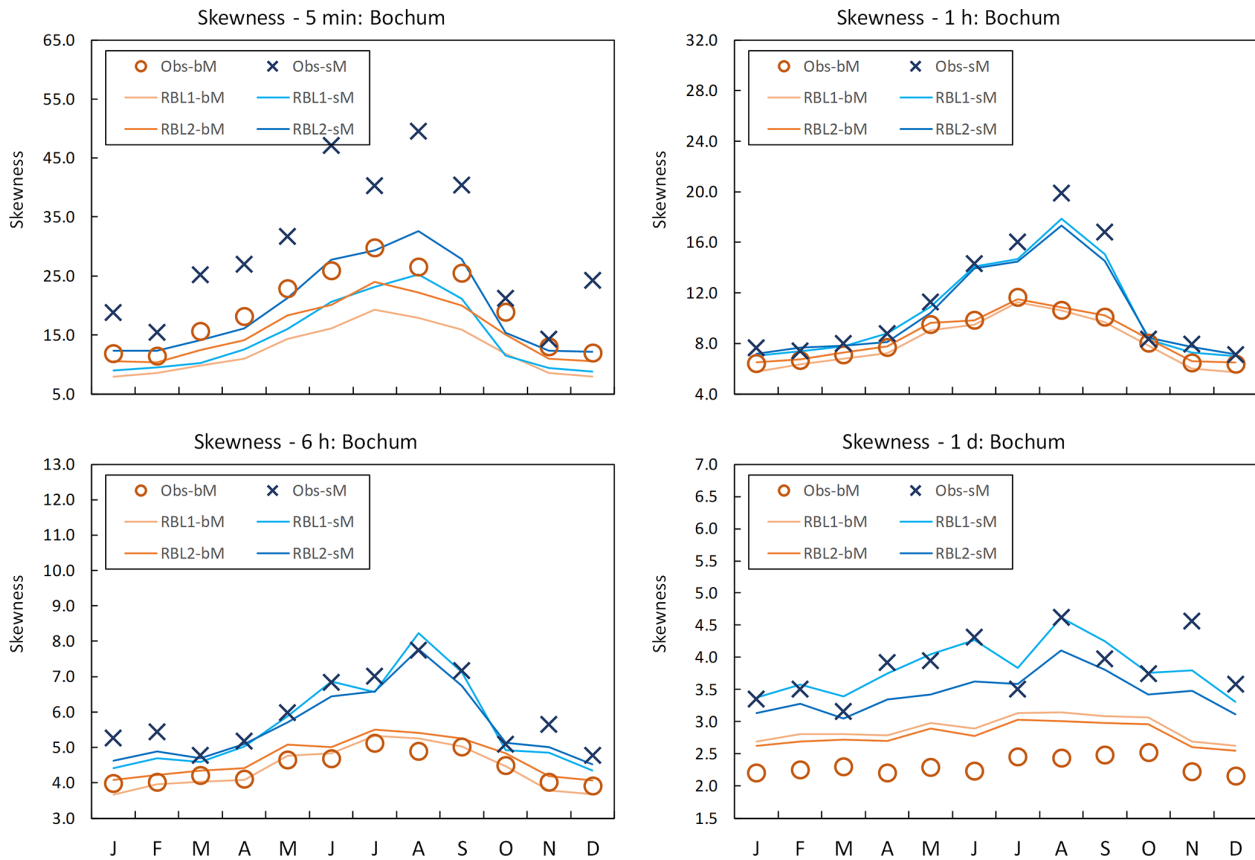 Skewness - 5 min: Bochum
65.0
55.0
45.0
35.0
25.0
15.0
5.0
Skewness
Obs-bM Obs-sM
RBL1-bM RBL1-sM
RBL2-bM RBL2-sM
Skewness - 1 h: Bochum
32.0
28.0
24.0
20.0
16.0
12.0
8.0
4.0
Skewness
Obs-bM Obs-sM
RBL1-bM RBL1-sM
RBL2-bM RBL2-sM
Skewness - 6 h: Bochum
13.0
12.0
11.0
10.0
9.0
8.0
7.0
6.0
5.0
4.0
3.0
Skewness
Obs-bM Obs-sM
RBL1-bM RBL1-sM
RBL2-bM RBL2-sM
J F M A M J J A S O N D
Skewness - 1 d: Bochum
7.0
6.5
6.0
5.5
5.0
4.5
4.0
3.5
3.0
2.5
2.0
1.5
Skewness
Obs-bM Obs-sM
RBL1-bM RBL1-sM
RBL2-bM RBL2-sM
J F M A M J J A S O N D